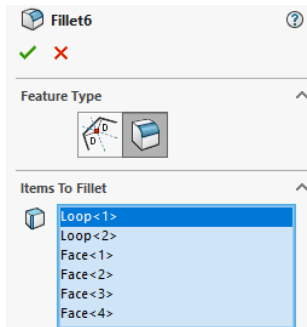 Fillet6
Feature Type
Items To Fillet
Loop<1>
Loop<2>
Face<1>
Face<2>
Face<3>
Face<4>